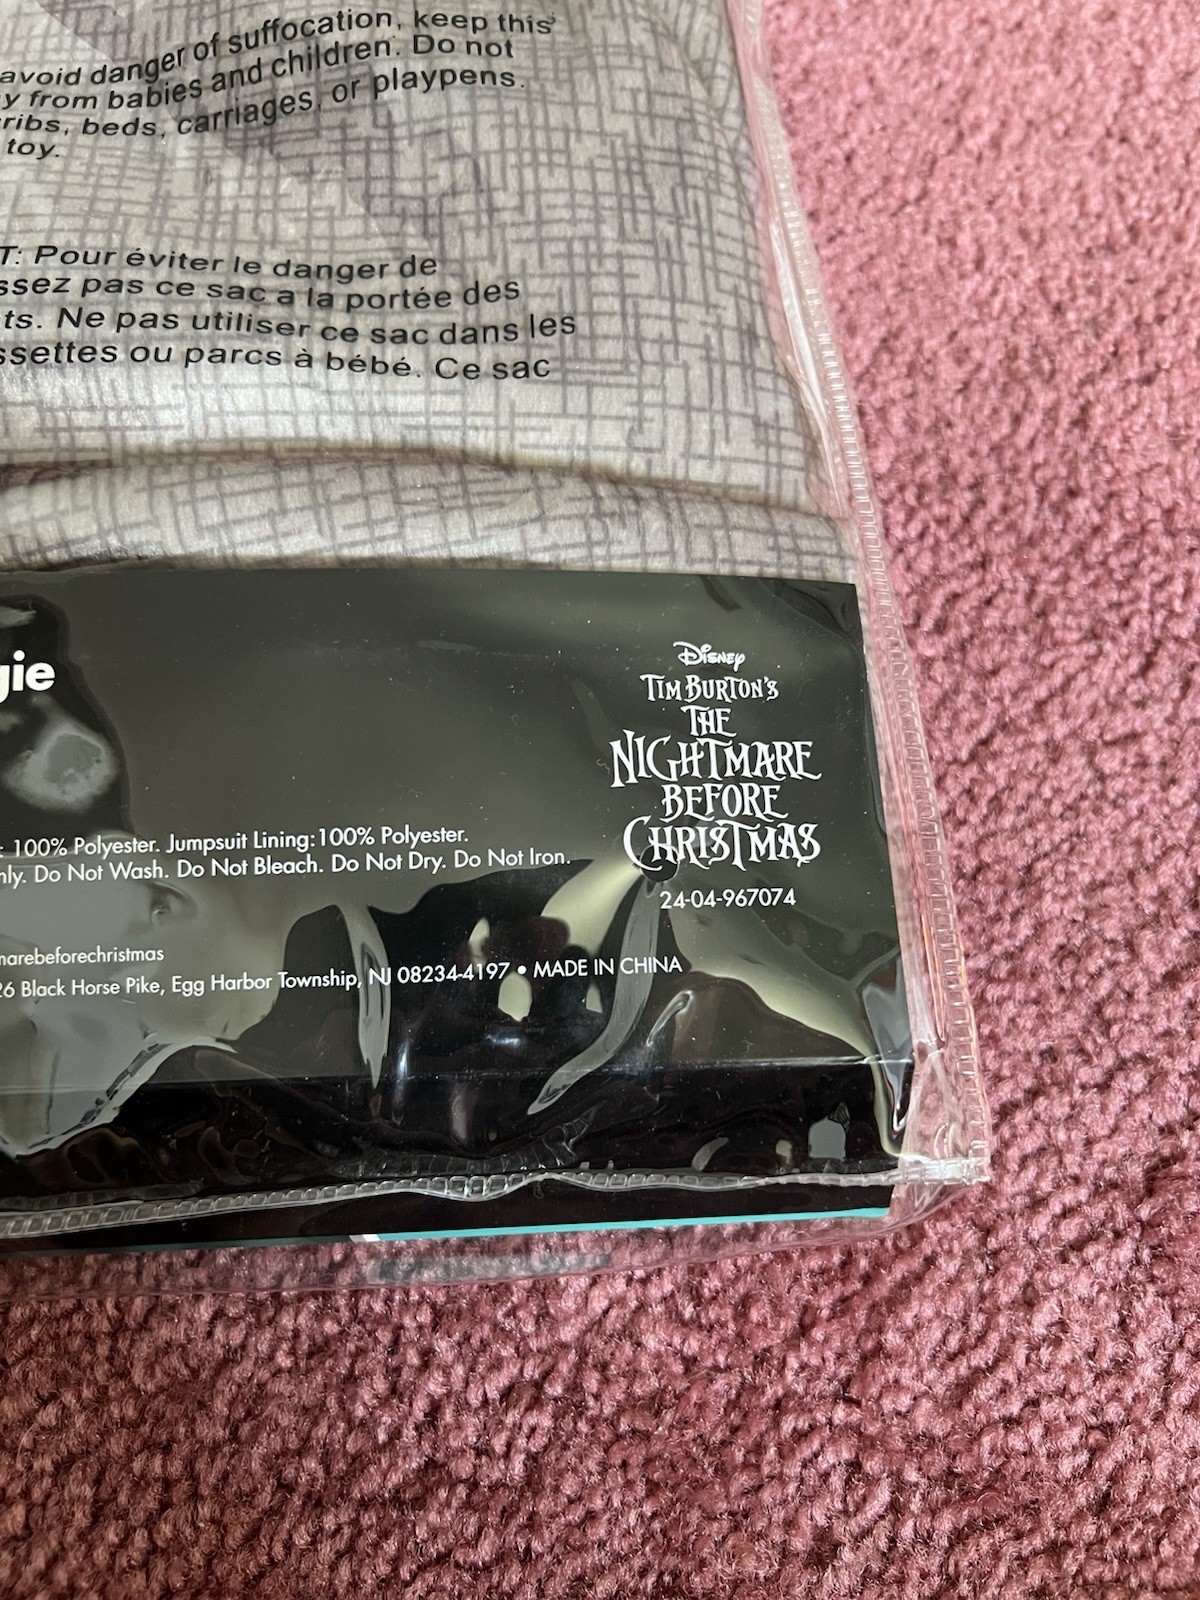 avoid danger of suffocation, keep this
y from babies and children. Do not
ribs, beds, carriages, or playpens.
toy.
T: Pour éviter le danger de
ssez pas ce sac a la portée des
ts. Ne pas utiliser ce sac dans les
ssettes ou parcs à bébé. Ce sac
gie
Disney
TIM BURTON'S
THE
NIGHTMARE
BEFORE
CHRISTMAS
24-04-967074
: 100% Polyester. Jumpsuit Lining:100% Polyester.
nly. Do Not Wash. Do Not Bleach. Do Not Dry. Do Not Iron.
marebeforechristmas
26 Black Horse Pike, Egg Harbor Township, NJ 08234-4197 • MADE IN CHINA